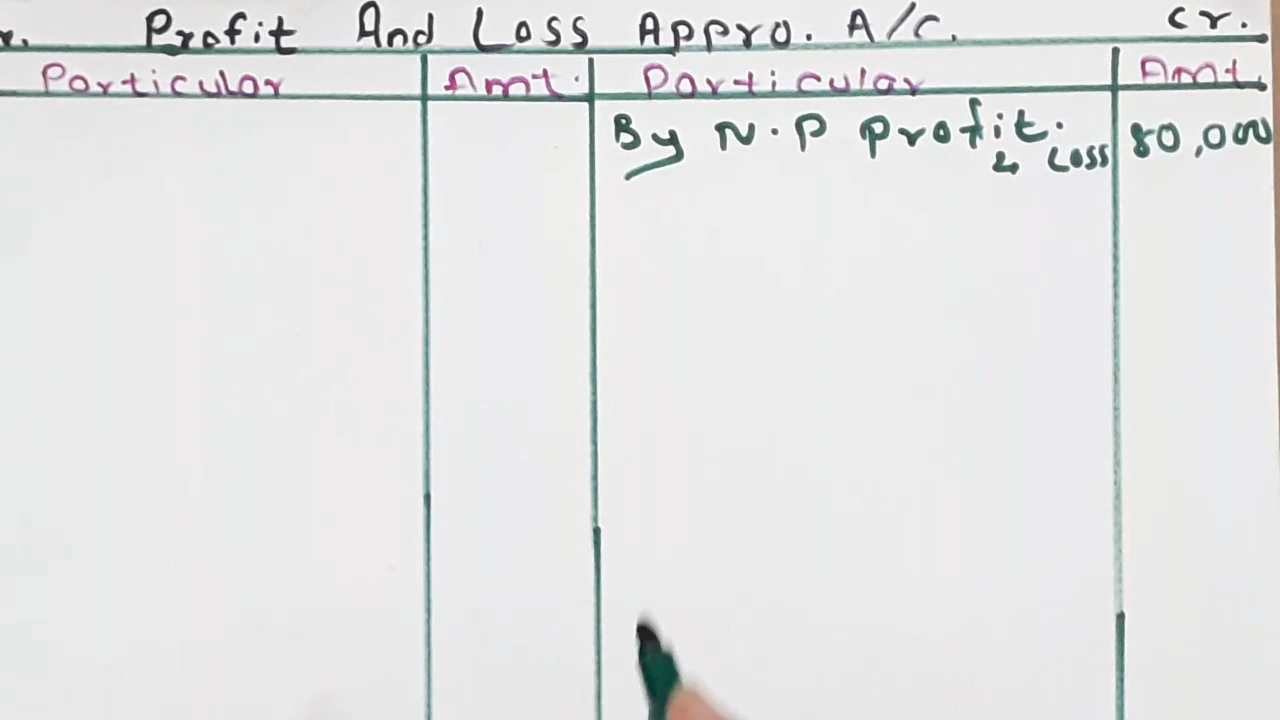 r. Profit And Loss Appro. A/C. Cr.
Particular Amt. Particular Amt.
By N.P Profit. 80,000
& Loss